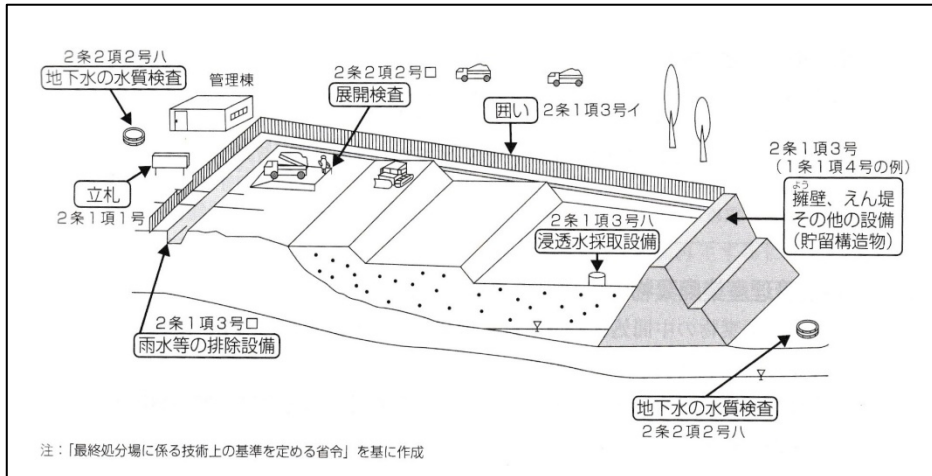 2条2項2号ハ
地下水の水質検査
管理棟
2条2項2号ロ
展開検査
囲い
2条1項3号イ
2条1項3号
(1条1項4号の例)
よう
擁壁、えん堤
その他の設備
(貯留構造物)
立札
2条1項1号
2条1項3号ハ
浸透水採取設備
2条1項3号ロ
雨水等の排除設備
地下水の水質検査
2条2項2号ハ
注:「最終処分場に係る技術上の基準を定める省令」を基に作成